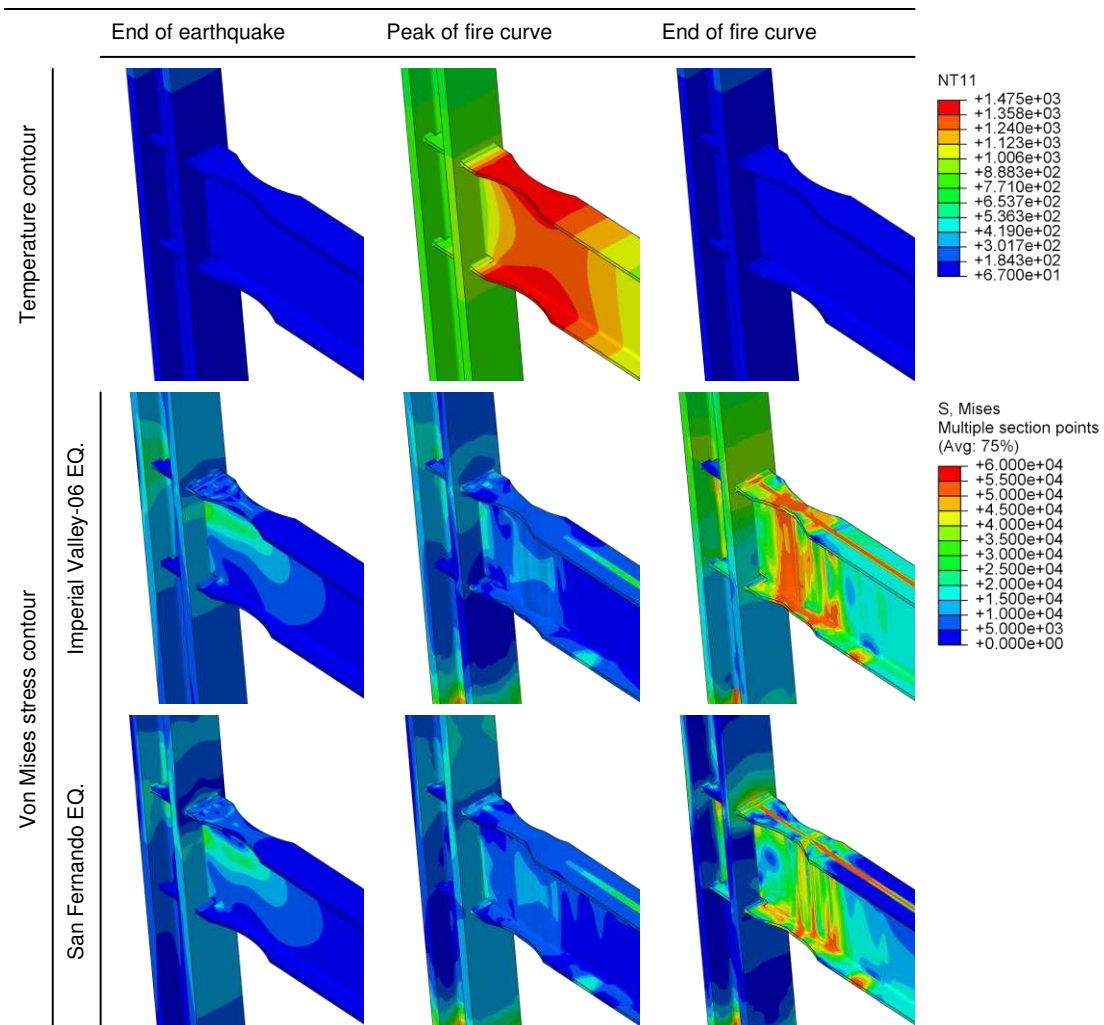 End of earthquake
Peak of fire curve
End of fire curve
Temperature contour
NT11
+1.475e+03
+1.358e+03
+1.240e+03
+1.123e+03
+1.006e+03
+8.883e+02
+7.710e+02
+6.537e+02
+5.363e+02
+4.190e+02
+3.017e+02
+1.843e+02
+6.700e+01
Von Mises stress contour
Imperial Valley-06 EQ.
S, Mises
Multiple section points
(Avg: 75%)
+6.000e+04
+5.500e+04
+5.000e+04
+4.500e+04
+4.000e+04
+3.500e+04
+3.000e+04
+2.500e+04
+2.000e+04
+1.500e+04
+1.000e+04
+5.000e+03
+0.000e+00
San Fernando EQ.